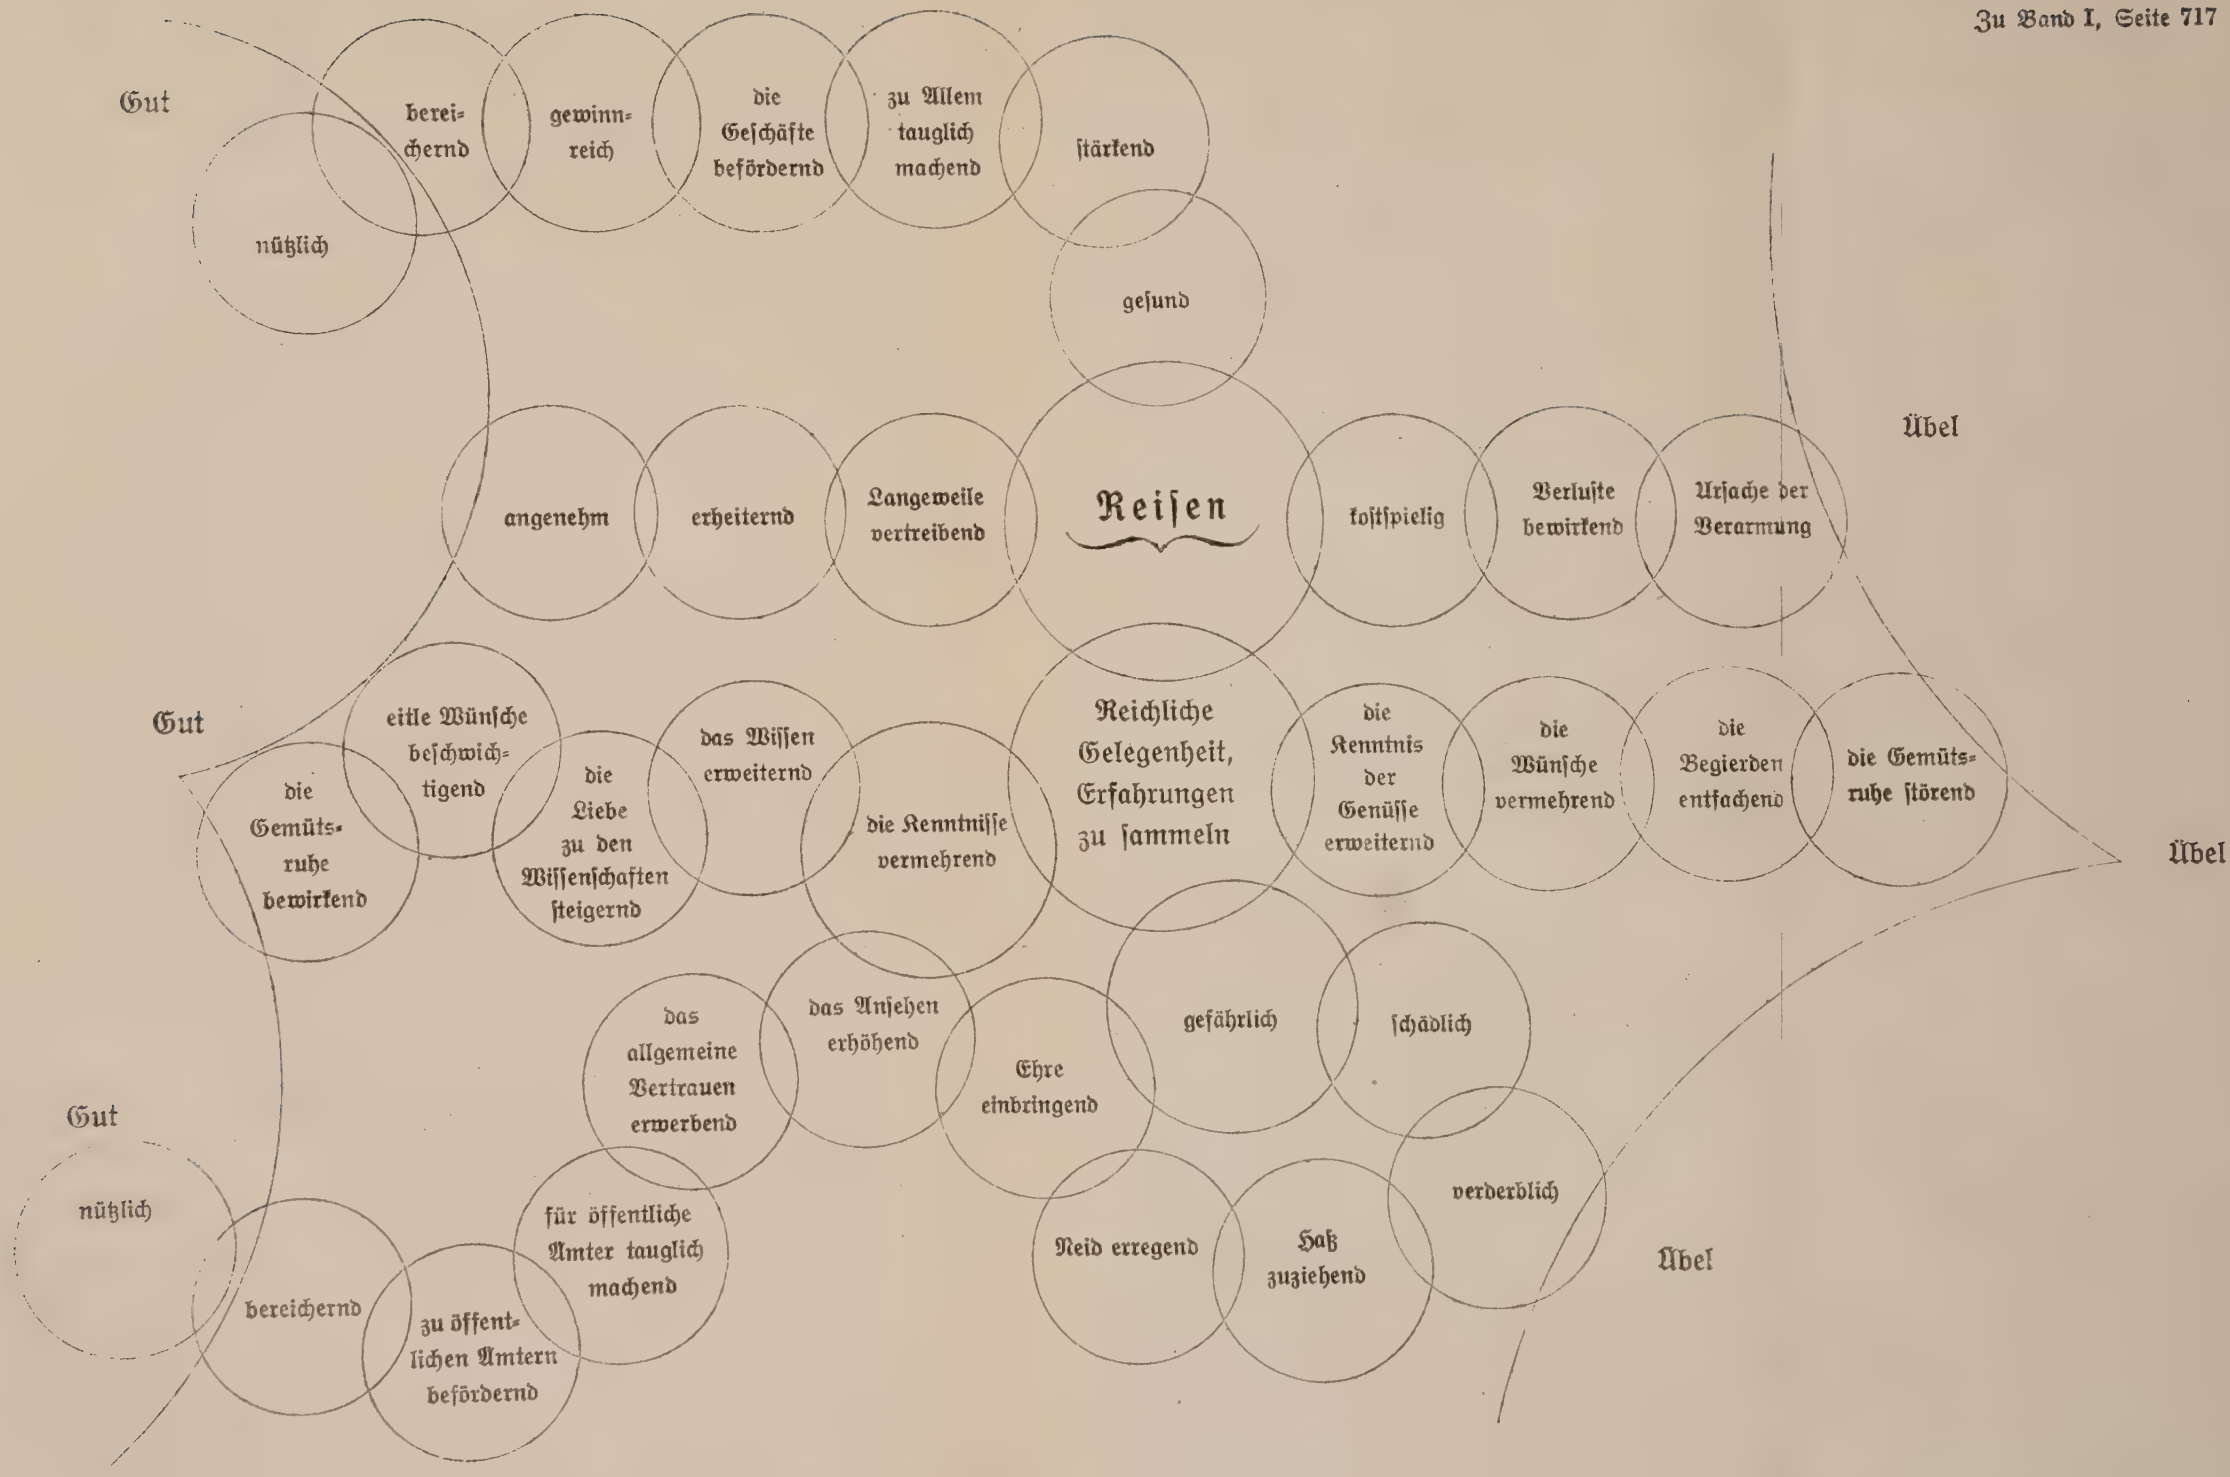 Zu Band I, Seite 717
Gut
berei-
chernd
gewinn-
reich
die
Geschäfte
befördernd
zu Allem
tauglich
machend
stärkend
nützlich
gesund
Übel
angenehm
erheiternd
Langeweile
vertreibend
Reisen
kostspielig
Verluste
bewirkend
Ursache der
Verarmung
Gut
die
Gemüts-
ruhe
bewirkend
eitle Wünsche
beschwich-
tigend
die
Liebe
zu den
Wissenschaften
steigernd
das Wissen
erweiternd
die Kenntnisse
vermehrend
Reichliche
Gelegenheit,
Erfahrungen
zu sammeln
die
Kenntnis
der
Genüsse
erweiternd
die
Wünsche
vermehrend
die
Begierden
entfachend
die Gemüts-
ruhe störend
Übel
das
allgemeine
Vertrauen
erwerbend
das Ansehen
erhöhend
Ehre
einbringend
gefährlich
schädlich
Gut
nützlich
bereichernd
zu öffent-
lichen Ämtern
befördernd
für öffentliche
Ämter tauglich
machend
Neid erregend
Haß
zuziehend
verderblich
Übel